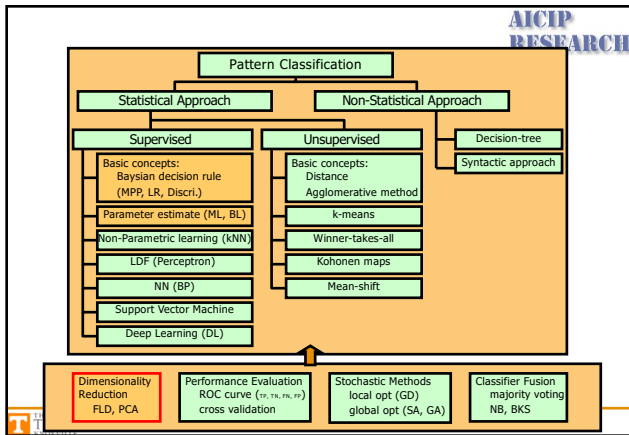 AICIP
RESEARCH
Pattern Classification
Statistical Approach
Non-Statistical Approach
Supervised
Unsupervised
Decision-tree
Syntactic approach
Basic concepts:
Baysian decision rule
(MPP, LR, Discri.)
Parameter estimate (ML, BL)
Non-Parametric learning (kNN)
LDF (Perceptron)
NN (BP)
Support Vector Machine
Deep Learning (DL)
Basic concepts:
Distance
Agglomerative method
k-means
Winner-takes-all
Kohonen maps
Mean-shift
Dimensionality
Reduction
FLD, PCA
Performance Evaluation
ROC curve (TP, TN, FN, FP)
cross validation
Stochastic Methods
local opt (GD)
global opt (SA, GA)
Classifier Fusion
majority voting
NB, BKS
T